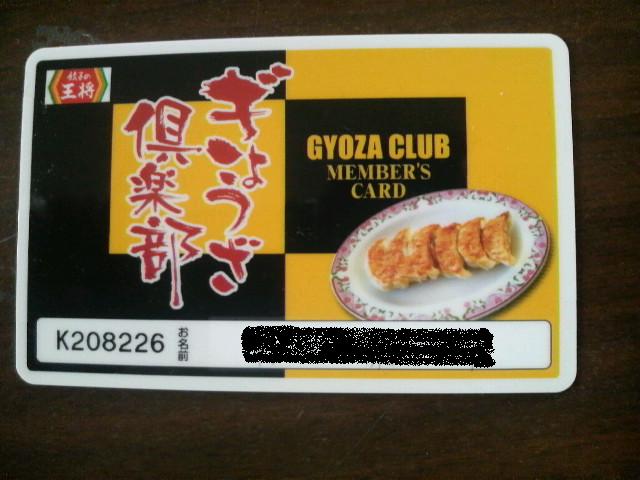 餃子の
王将
ぎょうざ
倶楽部
GYOZA CLUB
MEMBER'S
CARD
K208226
お名前